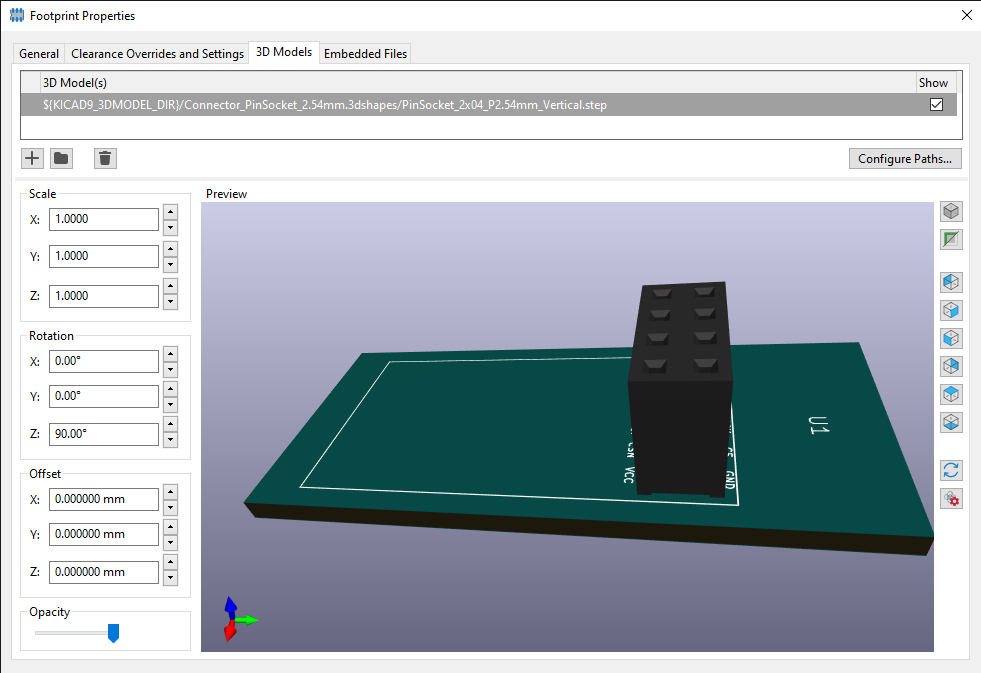 Footprint Properties
General
Clearance Overrides and Settings
3D Models
Embedded Files
3D Model(s)
Show
${KICAD9_3DMODEL_DIR}/Connector_PinSocket_2.54mm.3dshapes/PinSocket_2x04_P2.54mm_Vertical.step
Configure Paths...
Scale
X: 1.0000
Y: 1.0000
Z: 1.0000
Rotation
X: 0.00°
Y: 0.00°
Z: 90.00°
Offset
X: 0.000000 mm
Y: 0.000000 mm
Z: 0.000000 mm
Opacity
Preview
U1
CSN
VCC
GND